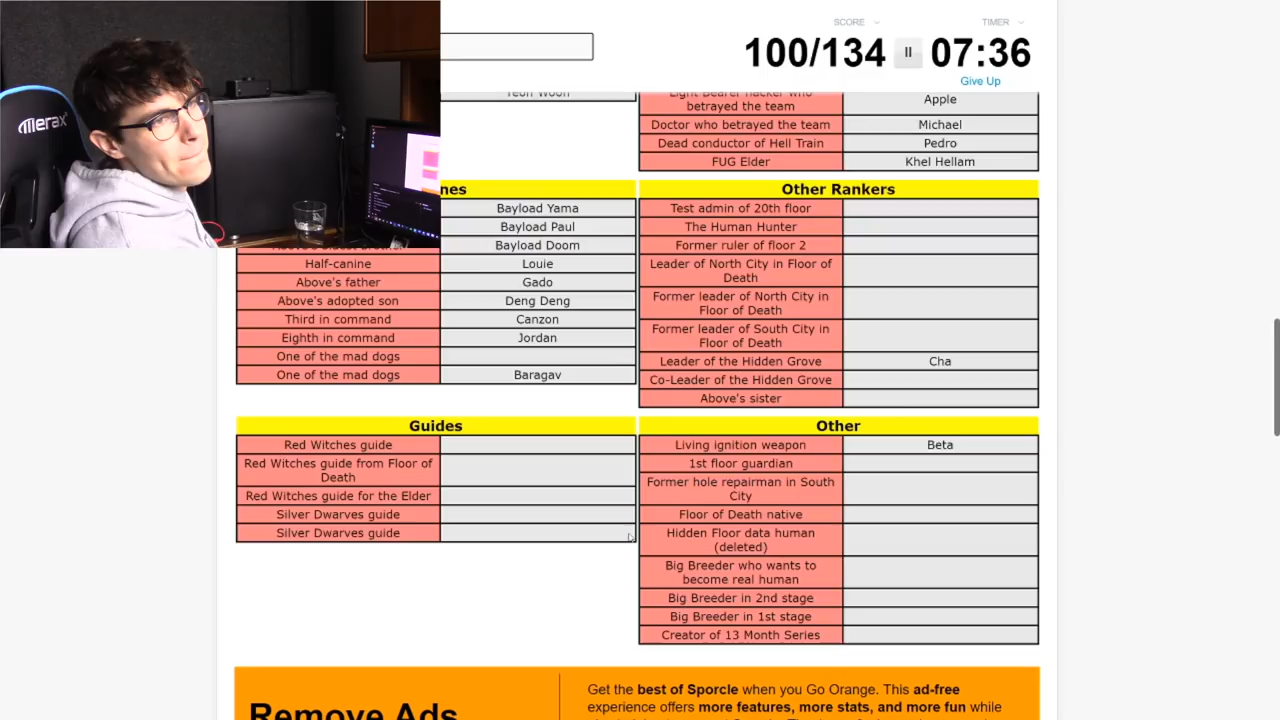 SCORE
TIMER
100/134
07:36
Give Up
merax
Yeon Woon
betrayed the team
Apple
Doctor who betrayed the team
Michael
Dead conductor of Hell Train
Pedro
FUG Elder
Khel Hellam
nes
Bayload Yama
Bayload Paul
Bayload Doom
Half-canine
Louie
Above's father
Gado
Above's adopted son
Deng Deng
Third in command
Canzon
Eighth in command
Jordan
One of the mad dogs
One of the mad dogs
Baragav
Other Rankers
Test admin of 20th floor
The Human Hunter
Former ruler of floor 2
Leader of North City in Floor of
Death
Former leader of North City in
Floor of Death
Former leader of South City in
Floor of Death
Leader of the Hidden Grove
Cha
Co-Leader of the Hidden Grove
Above's sister
Guides
Red Witches guide
Red Witches guide from Floor of
Death
Red Witches guide for the Elder
Silver Dwarves guide
Silver Dwarves guide
Other
Living ignition weapon
Beta
1st floor guardian
Former hole repairman in South
City
Floor of Death native
Hidden Floor data human
(deleted)
Big Breeder who wants to
become real human
Big Breeder in 2nd stage
Big Breeder in 1st stage
Creator of 13 Month Series
Remove Ads
Get the best of Sporcle when you Go Orange. This ad-free
experience offers more features, more stats, and more fun while